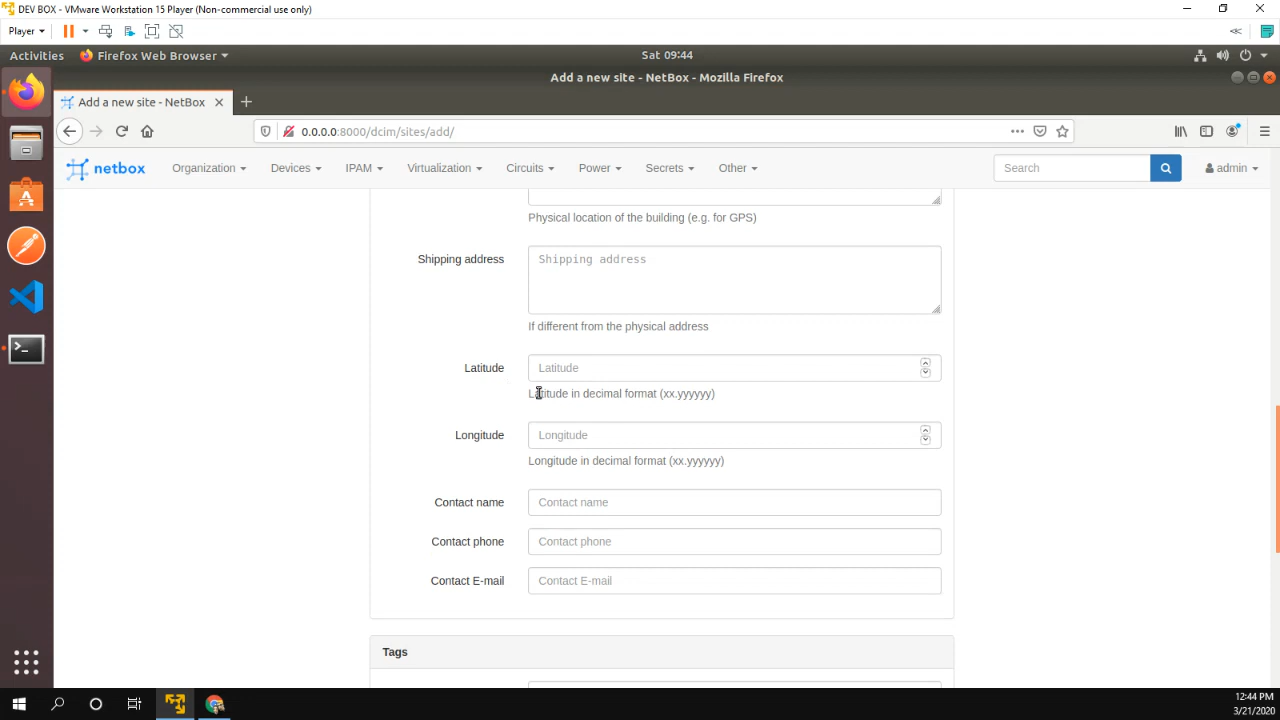 DEV BOX - VMware Workstation 15 Player (Non-commercial use only)
Player
Activities
Firefox Web Browser
Sat 09:44
Add a new site - NetBox - Mozilla Firefox
Add a new site - NetBox
0.0.0.0:8000/dcim/sites/add/
netbox
Organization
Devices
IPAM
Virtualization
Circuits
Power
Secrets
Other
Search
admin
Physical location of the building (e.g. for GPS)
Shipping address
Shipping address
If different from the physical address
Latitude
Latitude
Latitude in decimal format (xx.yyyyyy)
Longitude
Longitude
Longitude in decimal format (xx.yyyyyy)
Contact name
Contact name
Contact phone
Contact phone
Contact E-mail
Contact E-mail
Tags
12:44 PM
3/21/2020